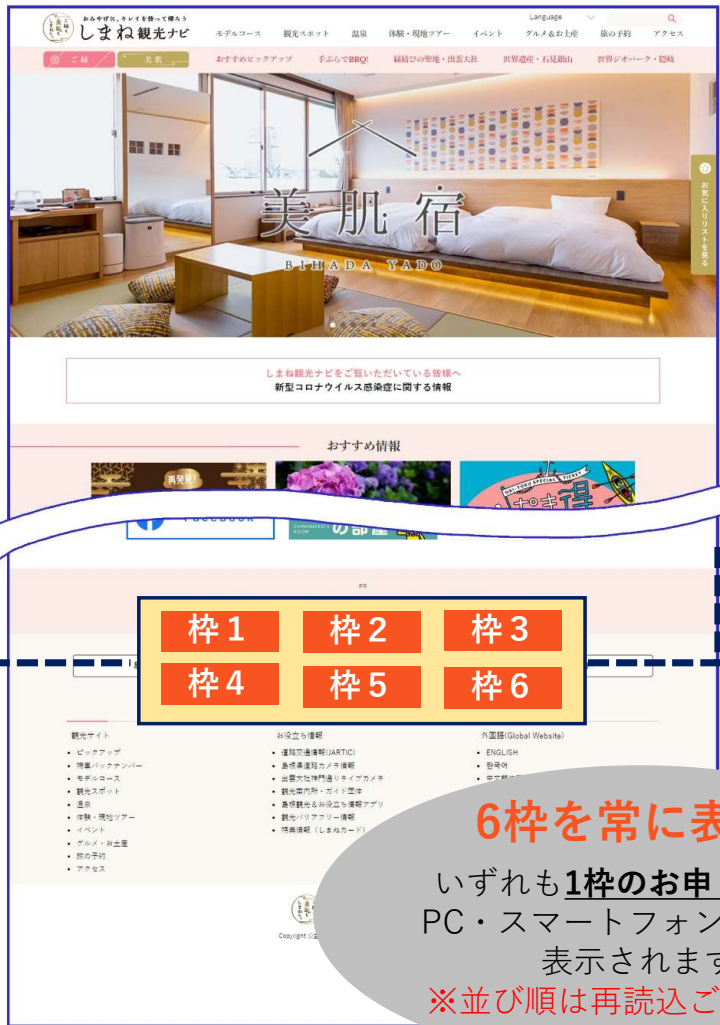 おみやげに、キレイを持って帰ろう
しまね観光ナビ
Language
モデルコース 観光スポット 温泉 体験・現地ツアー イベント グルメ&お土産 旅の予約 アクセス
ご縁 美肌 おすすめピックアップ 手ぶらでBBQ! 縁結びの聖地・出雲大社 世界遺産・石見銀山 世界ジオパーク・隠岐
美肌宿
BIHADA YADO
お気に入りリストを見る
しまね観光ナビをご覧いただいている皆様へ
新型コロナウイルス感染症に関する情報
おすすめ情報
再発見!
OKI-TOKU SPECIAL TICKET
の部屋
PR
枠1 枠2 枠3
枠4 枠5 枠6
観光サイト
・ピックアップ
・特集バックナンバー
・モデルコース
・観光スポット
・温泉
・体験・現地ツアー
・イベント
・グルメ・お土産
・旅の予約
・アクセス
お役立ち情報
・道路交通情報(JARTIC)
・島根県道路カメラ情報
・出雲大社神門通りライブカメラ
・観光案内所・ガイド団体
・島根観光&お役立ち情報アプリ
・観光バリアフリー情報
・特典情報(しまねカード)
外国語(Global Website)
・ENGLISH
・한국어
6枠を常に表
いずれも1枠のお申
PC・スマートフォン
表示されます
※並び順は再読込ご
Copyright